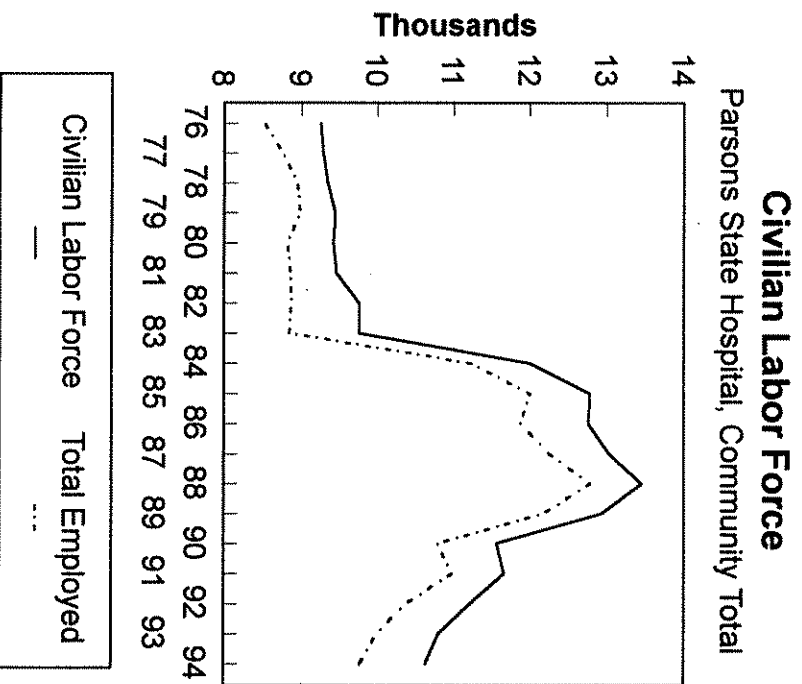 Civilian Labor Force
Parsons State Hospital, Community Total
Thousands
14
13
12
11
10
9
8
76 78 80 82 84 86 88 90 92 94
77 79 81 83 85 87 89 91 93
Civilian Labor Force Total Employed